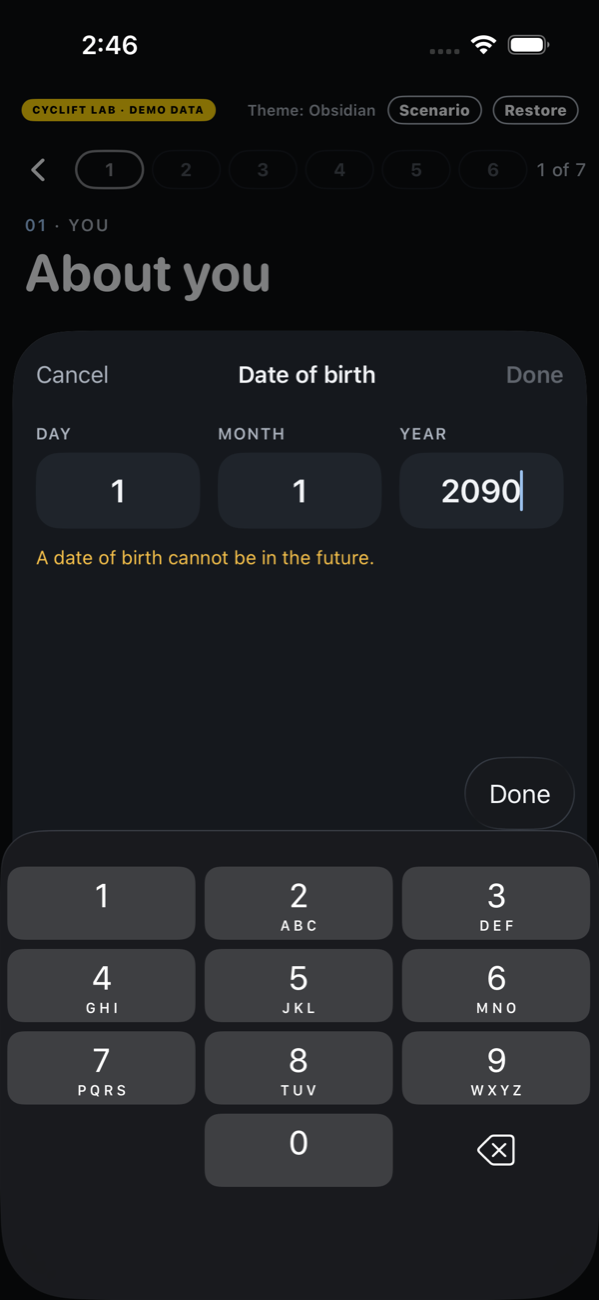 2:46
CYCLIFT LAB · DEMO DATA Theme: Obsidian Scenario Restore
1 2 3 4 5 6 1 of 7
01 · YOU
About you
Cancel Date of birth Done
DAY MONTH YEAR
1 1 2090
A date of birth cannot be in the future.
Done
1 2 3
ABC DEF
4 5 6
GHI JKL MNO
7 8 9
PQRS TUV WXYZ
0